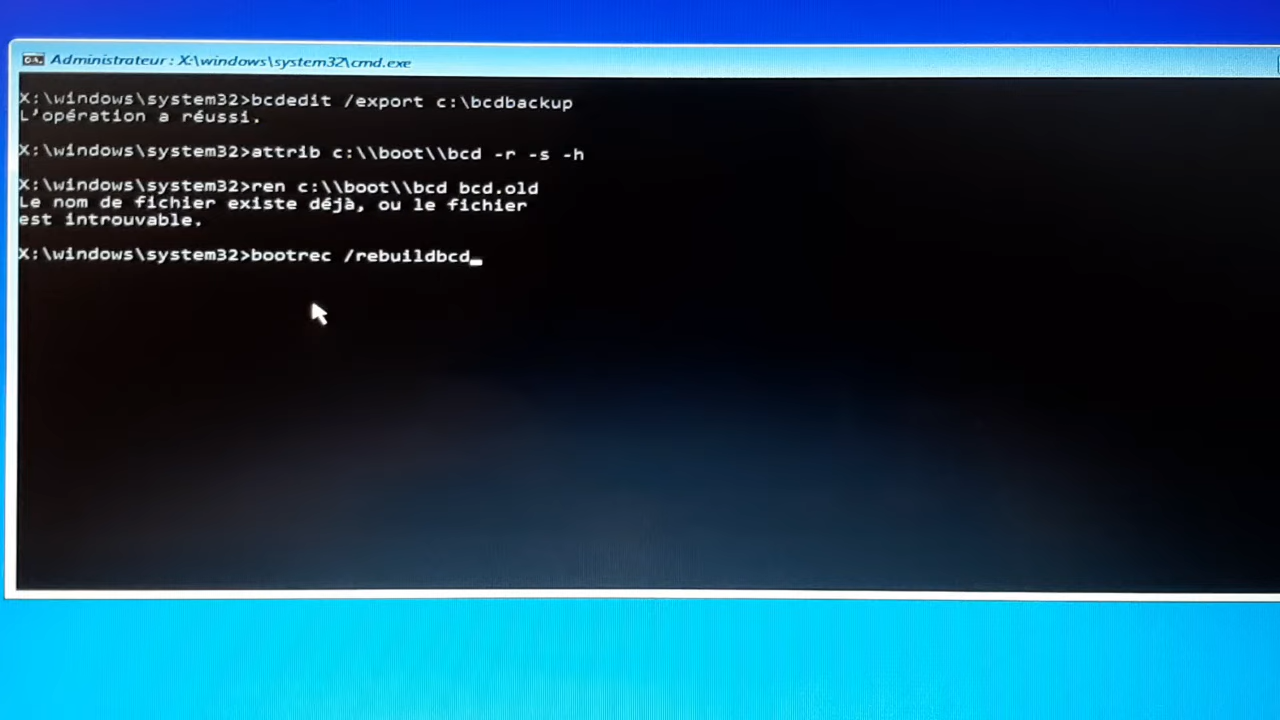 Administrateur : X:\windows\system32\cmd.exe
X:\windows\system32>bcdedit /export c:\bcdbackup
L'opération a réussi.
X:\windows\system32>attrib c:\\boot\\bcd -r -s -h
X:\windows\system32>ren c:\\boot\\bcd bcd.old
Le nom de fichier existe déjà, ou le fichier
est introuvable.
X:\windows\system32>bootrec /rebuildbcd_